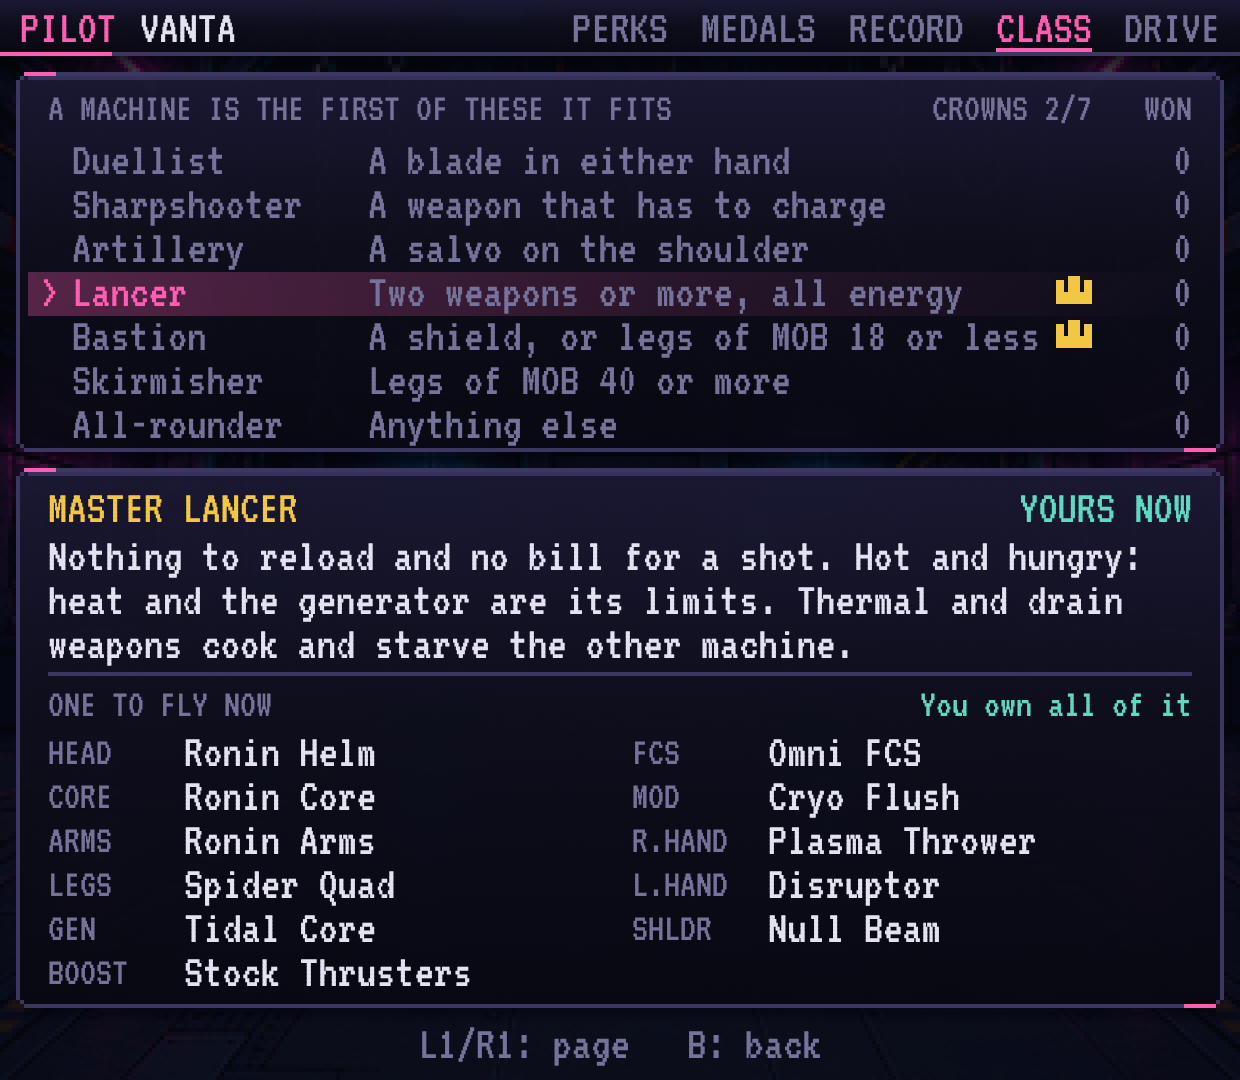 PILOT VANTA PERKS MEDALS RECORD CLASS DRIVE
A MACHINE IS THE FIRST OF THESE IT FITS CROWNS 2/7 WON
Duellist A blade in either hand 0
Sharpshooter A weapon that has to charge 0
Artillery A salvo on the shoulder 0
> Lancer Two weapons or more, all energy 0
Bastion A shield, or legs of MOB 18 or less 0
Skirmisher Legs of MOB 40 or more 0
All-rounder Anything else 0
MASTER LANCER YOURS NOW
Nothing to reload and no bill for a shot. Hot and hungry:
heat and the generator are its limits. Thermal and drain
weapons cook and starve the other machine.
ONE TO FLY NOW You own all of it
HEAD Ronin Helm FCS Omni FCS
CORE Ronin Core MOD Cryo Flush
ARMS Ronin Arms R.HAND Plasma Thrower
LEGS Spider Quad L.HAND Disruptor
GEN Tidal Core SHLDR Null Beam
BOOST Stock Thrusters
L1/R1: page B: back